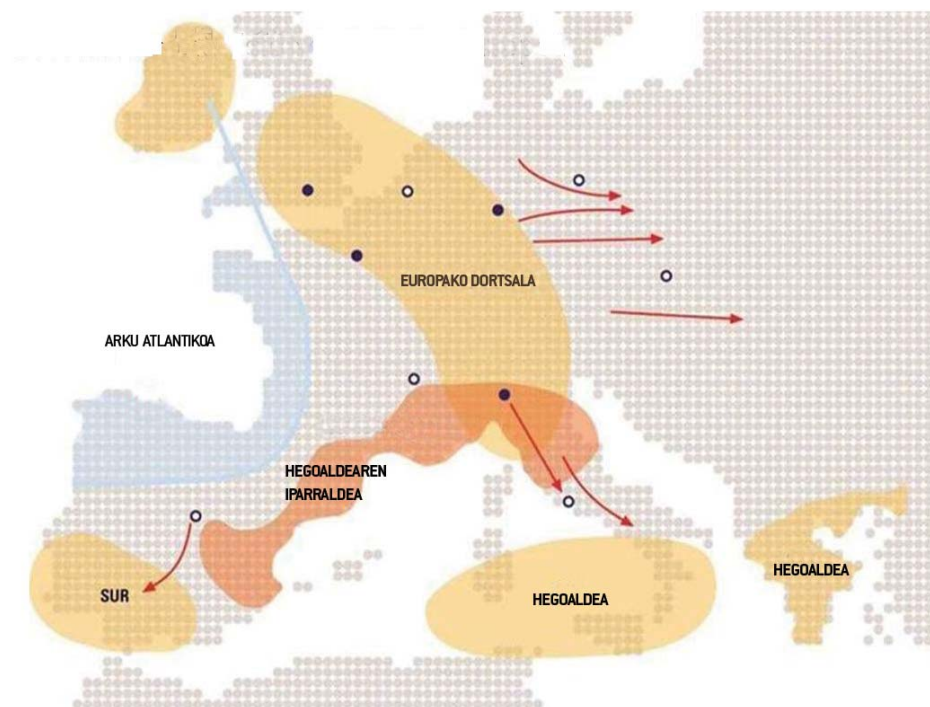 EUROPAKO DORTSALA
ARKU ATLANTIKOA
HEGOALDEAREN
IPARRALDEA
SUR
HEGOALDEA
HEGOALDEA